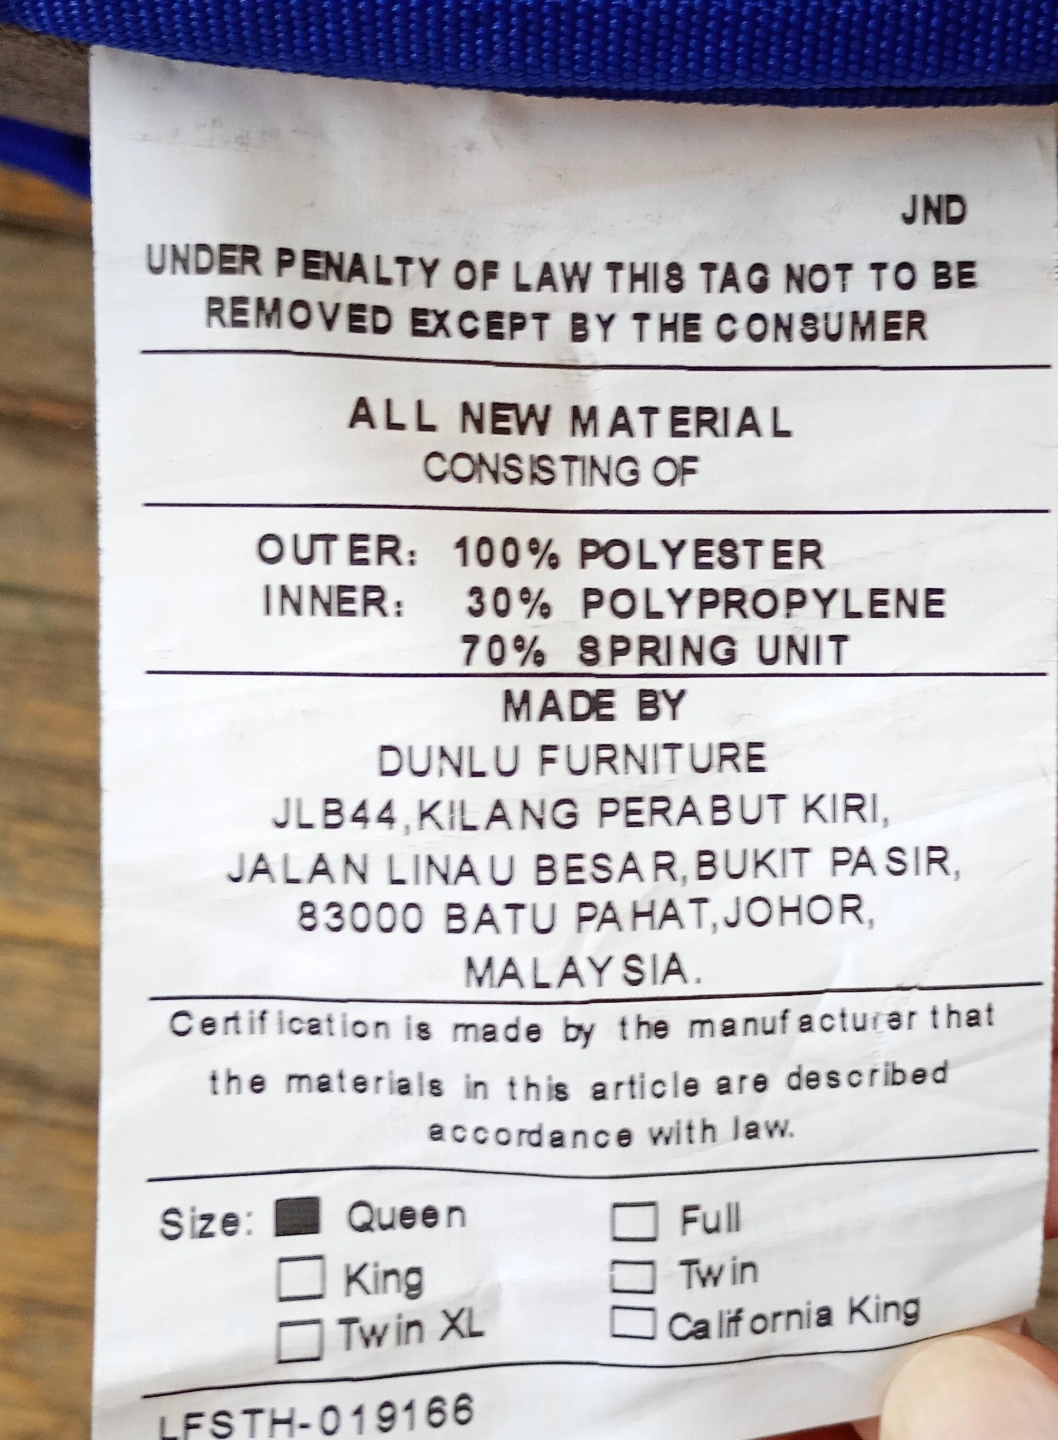 JND
UNDER PENALTY OF LAW THIS TAG NOT TO BE
REMOVED EXCEPT BY THE CONSUMER
ALL NEW MATERIAL
CONSISTING OF
OUTER: 100% POLYESTER
INNER: 30% POLYPROPYLENE
70% SPRING UNIT
MADE BY
DUNLU FURNITURE
JLB44,KILANG PERABUT KIRI,
JALAN LINAU BESAR,BUKIT PASIR,
83000 BATU PAHAT,JOHOR,
MALAYSIA.
Certification is made by the manufacturer that
the materials in this article are described
accordance with law.
Size: ■ Queen □ Full
□ King □ Twin
□ Twin XL □ California King
LFSTH-019166